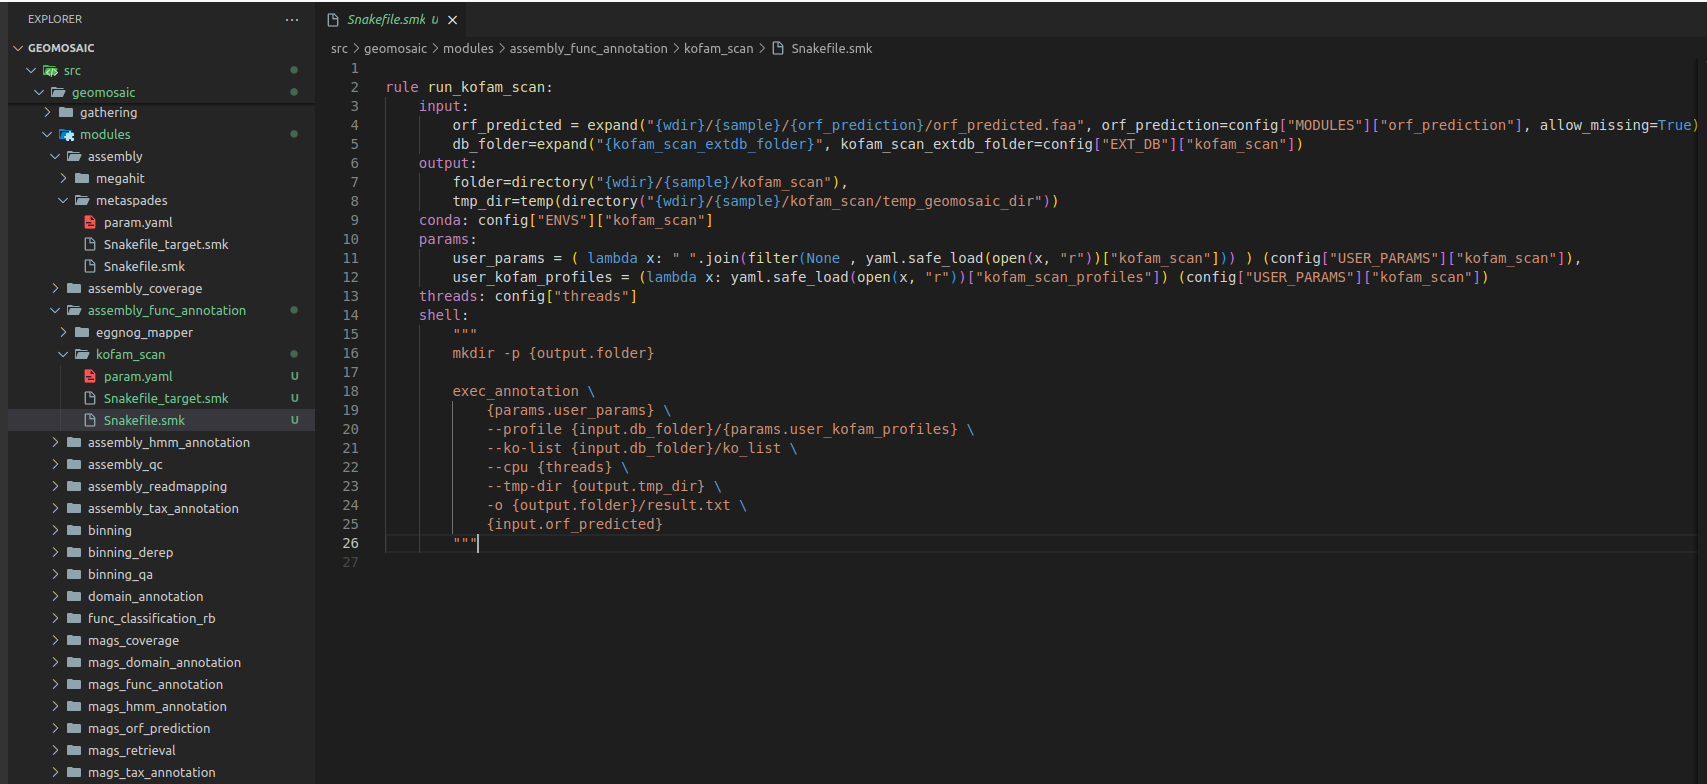 EXPLORER ...
GEOMOSAIC
src
geomosaic
gathering
modules
assembly
megahit
metaspades
param.yaml
Snakefile_target.smk
Snakefile.smk
assembly_coverage
assembly_func_annotation
eggnog_mapper
kofam_scan
param.yaml U
Snakefile_target.smk U
Snakefile.smk U
assembly_hmm_annotation
assembly_qc
assembly_readmapping
assembly_tax_annotation
binning
binning_derep
binning_qa
domain_annotation
func_classification_rb
mags_coverage
mags_domain_annotation
mags_func_annotation
mags_hmm_annotation
mags_orf_prediction
mags_retrieval
mags_tax_annotation
Snakefile.smk U ×
src > geomosaic > modules > assembly_func_annotation > kofam_scan > Snakefile.smk
1
2 rule run_kofam_scan:
3 input:
4 orf_predicted = expand("{wdir}/{sample}/{orf_prediction}/orf_predicted.faa", orf_prediction=config["MODULES"]["orf_prediction"], allow_missing=True)
5 db_folder=expand("{kofam_scan_extdb_folder}", kofam_scan_extdb_folder=config["EXT_DB"]["kofam_scan"])
6 output:
7 folder=directory("{wdir}/{sample}/kofam_scan"),
8 tmp_dir=temp(directory("{wdir}/{sample}/kofam_scan/temp_geomosaic_dir"))
9 conda: config["ENVS"]["kofam_scan"]
10 params:
11 user_params = ( lambda x: " ".join(filter(None , yaml.safe_load(open(x, "r"))["kofam_scan"])) ) (config["USER_PARAMS"]["kofam_scan"]),
12 user_kofam_profiles = (lambda x: yaml.safe_load(open(x, "r"))["kofam_scan_profiles"]) (config["USER_PARAMS"]["kofam_scan"])
13 threads: config["threads"]
14 shell:
15 """
16 mkdir -p {output.folder}
17
18 exec_annotation \
19 {params.user_params} \
20 --profile {input.db_folder}/{params.user_kofam_profiles} \
21 --ko-list {input.db_folder}/ko_list \
22 --cpu {threads} \
23 --tmp-dir {output.tmp_dir} \
24 -o {output.folder}/result.txt \
25 {input.orf_predicted}
26 """
27